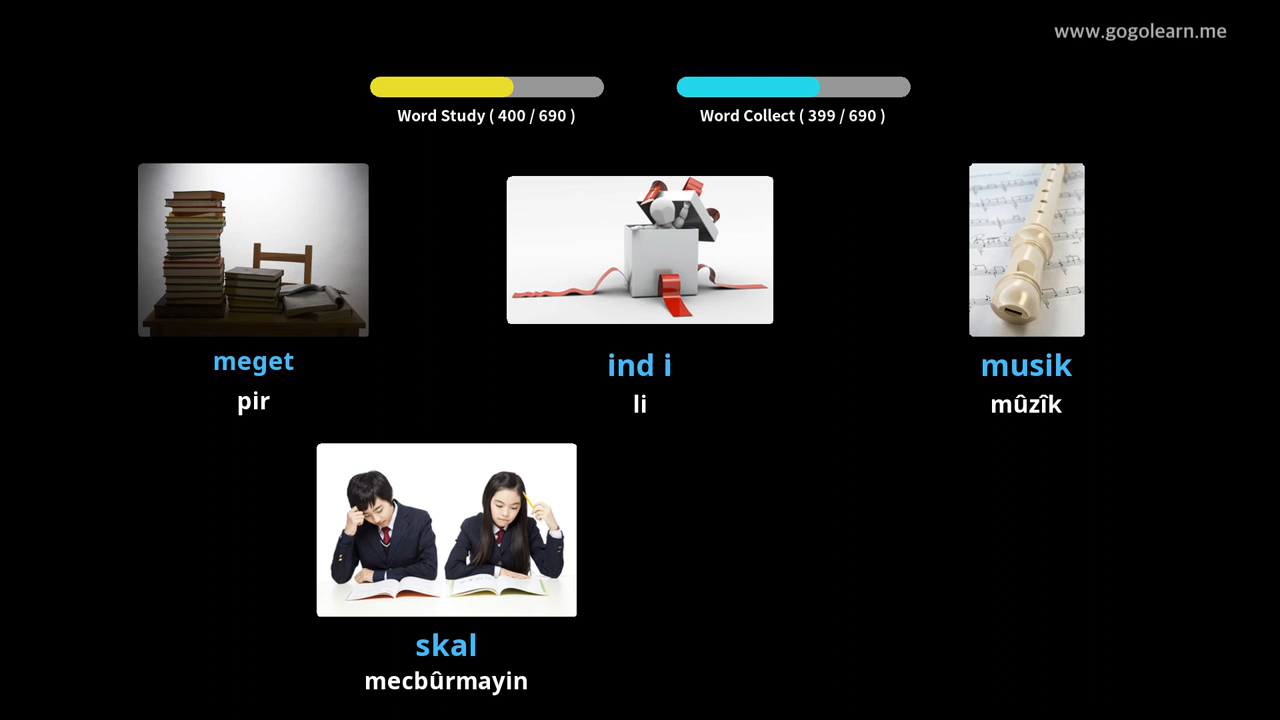 www.gogolearn.me
Word Study ( 400 / 690 )
Word Collect ( 399 / 690 )
meget
pir
ind i
li
musik
mûzîk
skal
mecbûrmayin